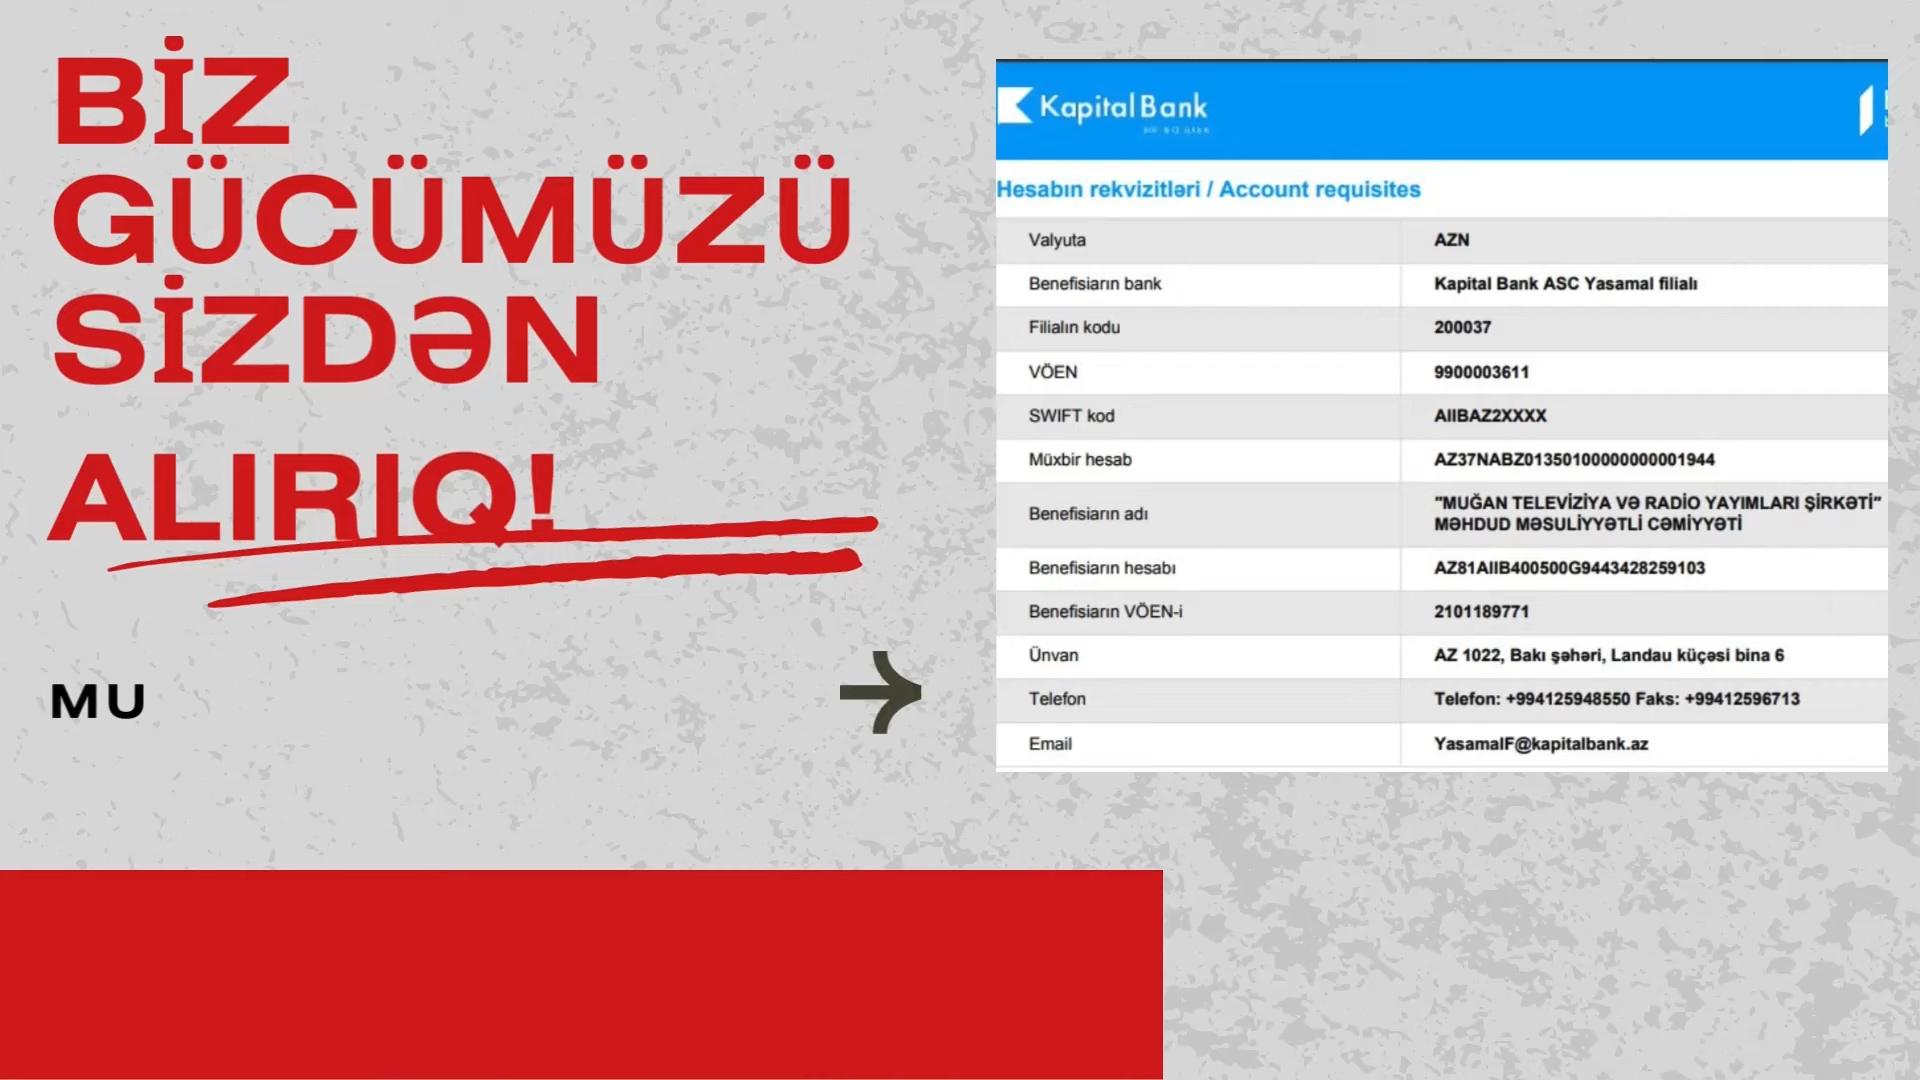 BİZ
GÜCÜMÜZÜ
SİZDƏN
ALIRIQ!
MU
KapitalBank
Hesabın rekvizitləri / Account requisites
Valyuta AZN
Benefisiarın bank Kapital Bank ASC Yasamal filialı
Filialın kodu 200037
VÖEN 9900003611
SWIFT kod AIIBAZ2XXXX
Müxbir hesab AZ37NABZ01350100000000001944
Benefisiarın adı "MUĞAN TELEVİZİYA VƏ RADİO YAYIMLARI ŞİRKƏTİ"
MƏHDUD MƏSULİYYƏTLİ CƏMİYYƏTİ
Benefisiarın hesabı AZ81AIIB400500G9443428259103
Benefisiarın VÖEN-i 2101189771
Ünvan AZ 1022, Bakı şəhəri, Landau küçəsi bina 6
Telefon Telefon: +994125948550 Faks: +99412596713
Email YasamalF@kapitalbank.az